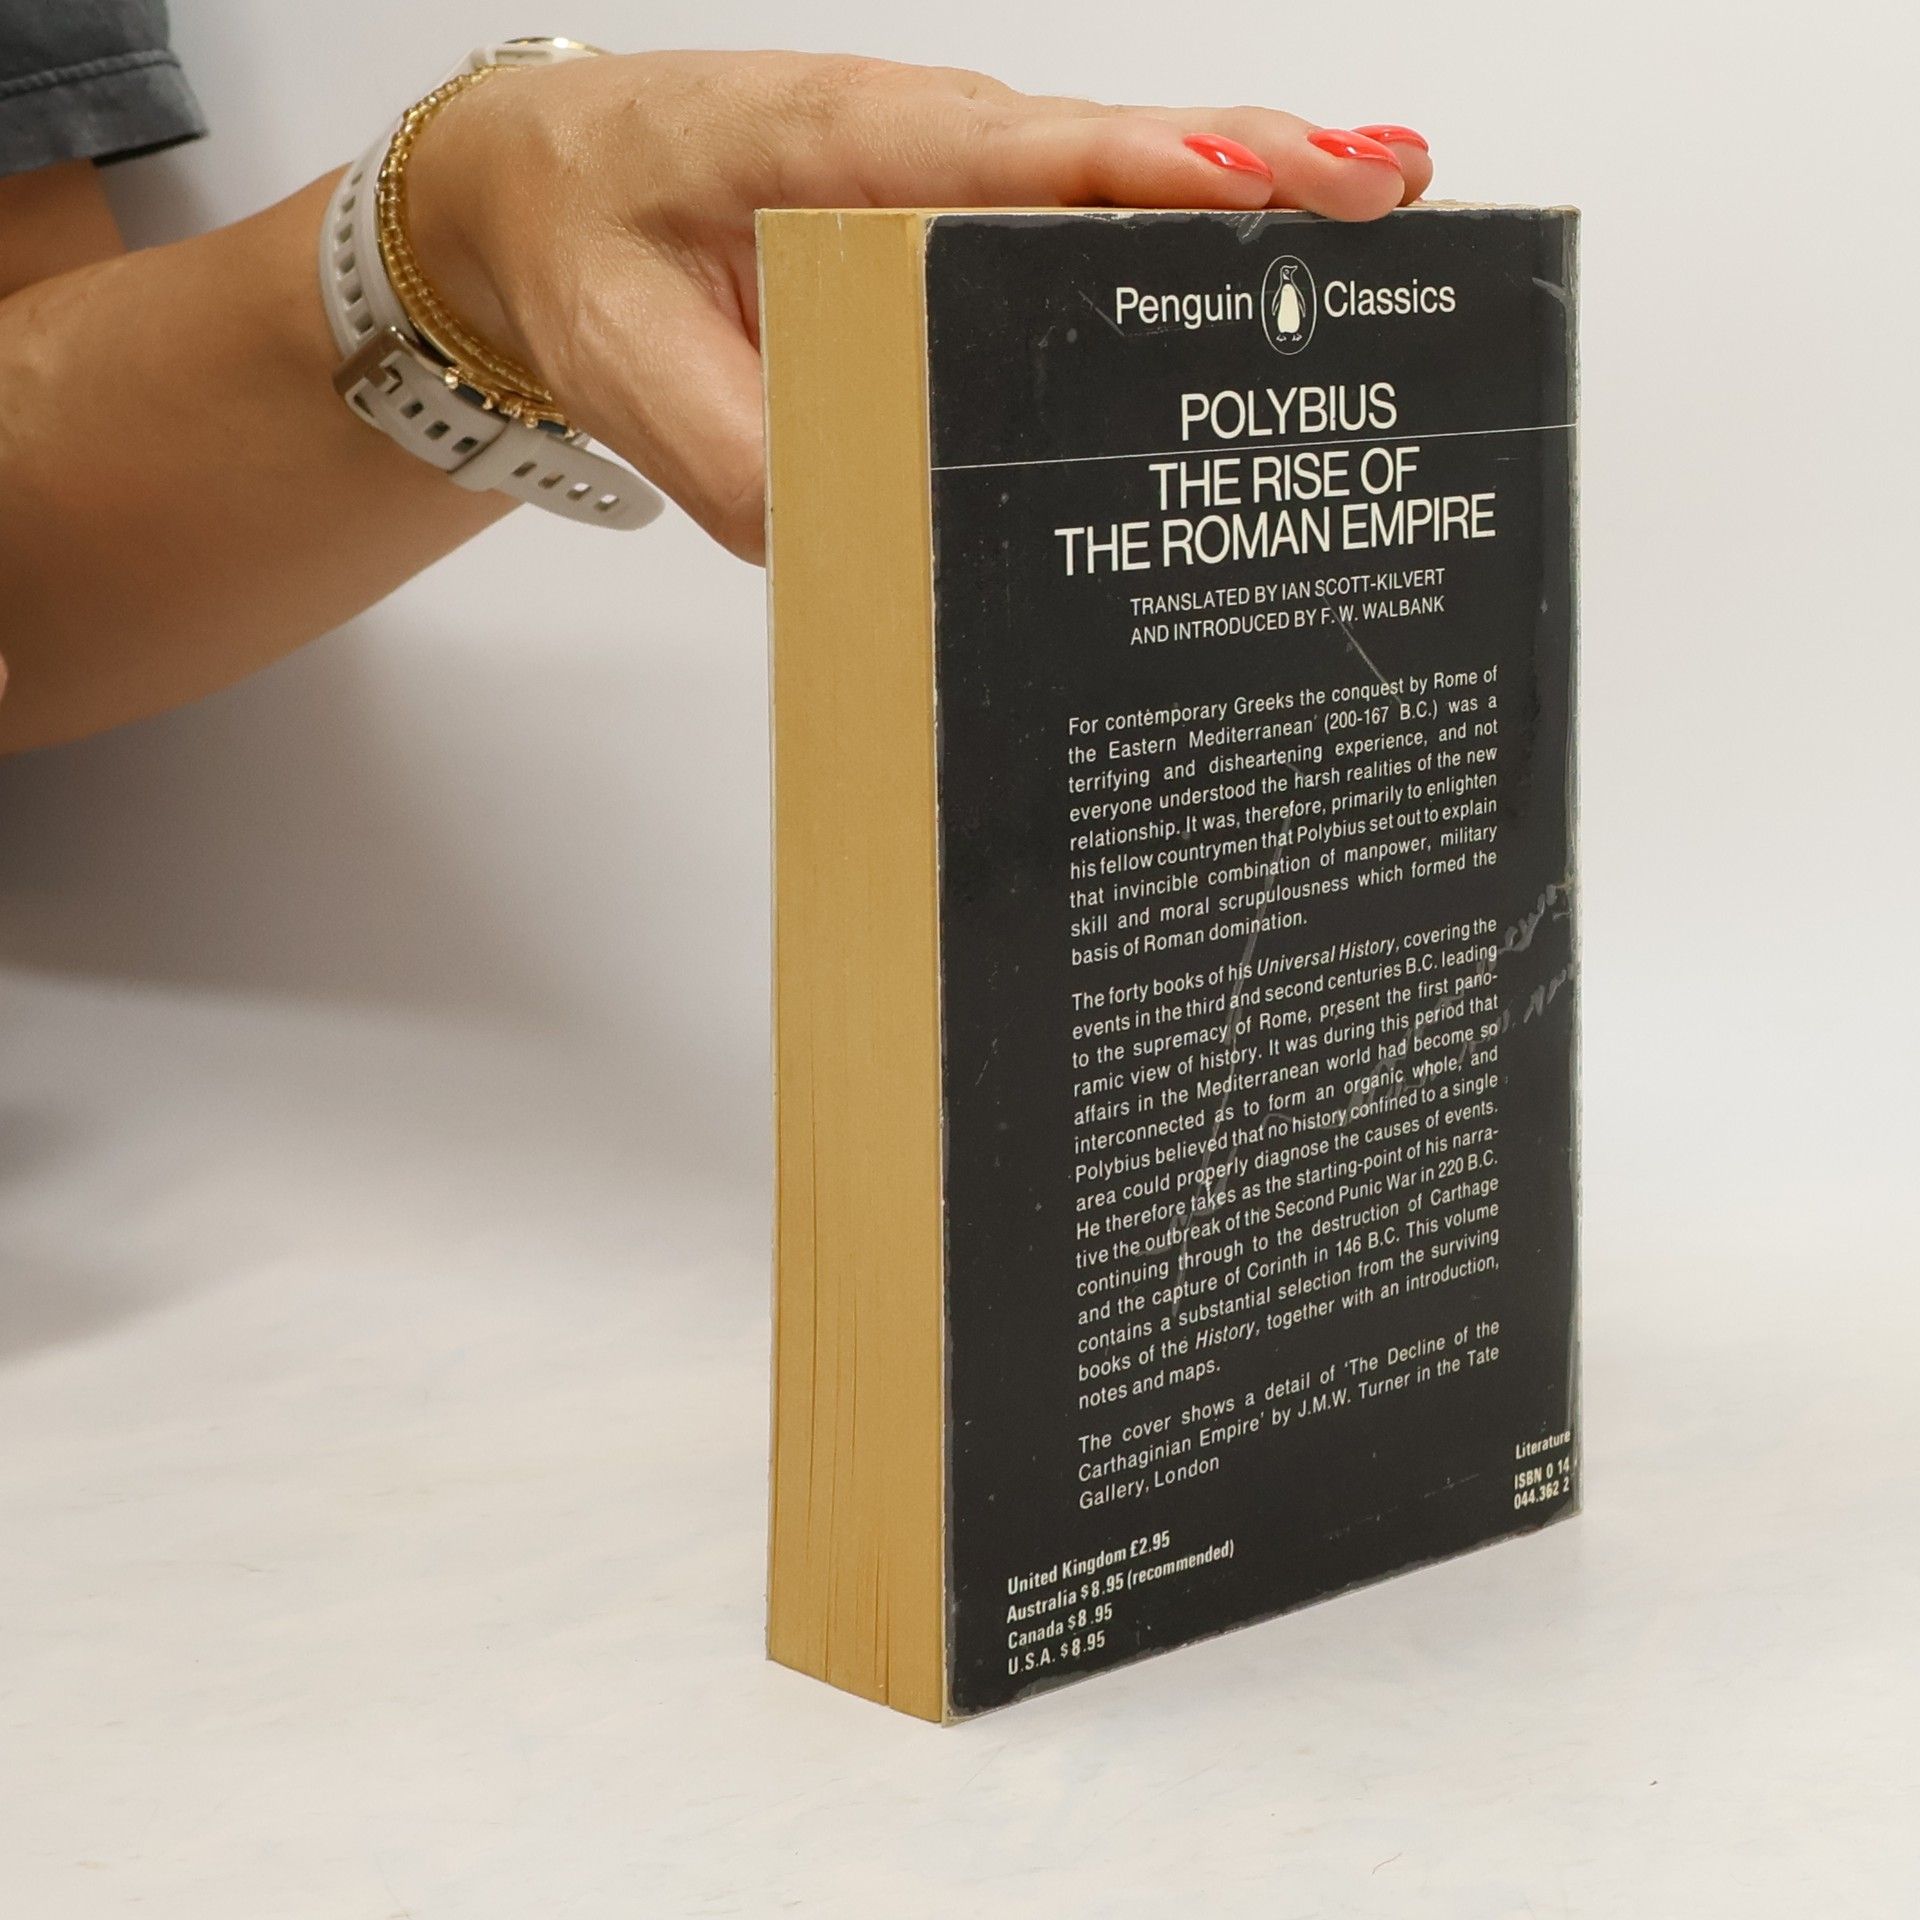 Penguin Classics
POLYBIUS
THE RISE OF
THE ROMAN EMPIRE
TRANSLATED BY IAN SCOTT-KILVERT
AND INTRODUCED BY F. W. WALBANK
For contemporary Greeks the conquest by Rome of
the Eastern Mediterranean (200-167 B.C.) was a
terrifying and disheartening experience, and not
everyone understood the harsh realities of the new
relationship. It was, therefore, primarily to enlighten
his fellow countrymen that Polybius set out to explain
that invincible combination of manpower, military
skill and moral scrupulousness which formed the
basis of Roman domination.
The forty books of his Universal History, covering the
events in the third and second centuries B.C. leading
to the supremacy of Rome, present the first pano-
ramic view of history. It was during this period that
affairs in the Mediterranean world had become so
interconnected as to form an organic whole, and
Polybius believed that no history confined to a single
area could properly diagnose the causes of events.
He therefore takes as the starting-point of his narra-
tive the outbreak of the Second Punic War in 220 B.C.
continuing through to the destruction of Carthage
and the capture of Corinth in 146 B.C. This volume
contains a substantial selection from the surviving
books of the History, together with an introduction,
notes and maps.
The cover shows a detail of 'The Decline of the
Carthaginian Empire' by J.M.W. Turner in the Tate
Gallery, London
Literature
ISBN 0 14
044.362 2
United Kingdom £2.95
Australia $8.95 (recommended)
Canada $8.95
U.S.A. $8.95